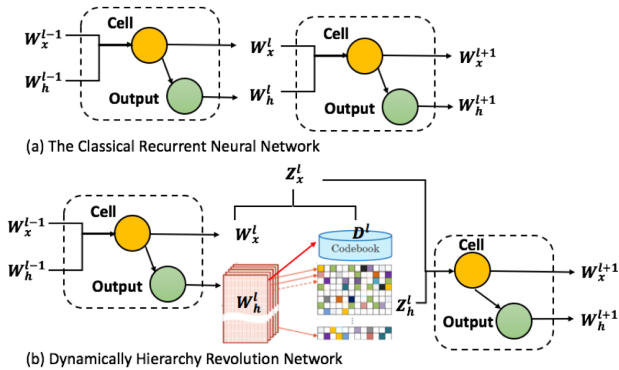 Cell
Cell
W_x^{l-1}
W_x^l
W_x^{l+1}
W_h^{l-1}
W_h^l
W_h^{l+1}
Output
Output
(a) The Classical Recurrent Neural Network
Z_x^l
W_x^{l-1}
Cell
W_x^l
D^l
Codebook
Cell
W_h^{l-1}
W_x^{l+1}
Output
W_h^l
Z_h^l
Output
W_h^{l+1}
(b) Dynamically Hierarchy Revolution Network